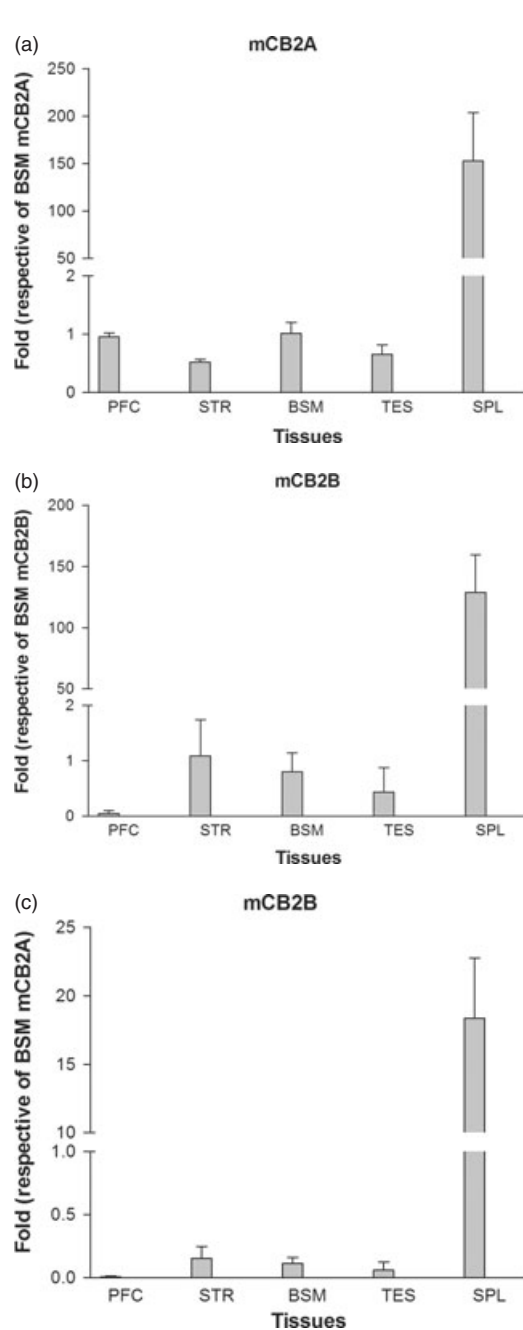 (a)
mCB2A
Fold (respective of BSM mCB2A)
250
200
150
100
50
2
1
0
PFC STR BSM TES SPL
Tissues
(b)
mCB2B
Fold (respective of BSM mCB2B)
200
150
100
50
2
1
0
PFC STR BSM TES SPL
Tissues
(c)
mCB2B
Fold (respective of BSM mCB2A)
25
20
15
10
1.0
0.5
0.0
PFC STR BSM TES SPL
Tissues